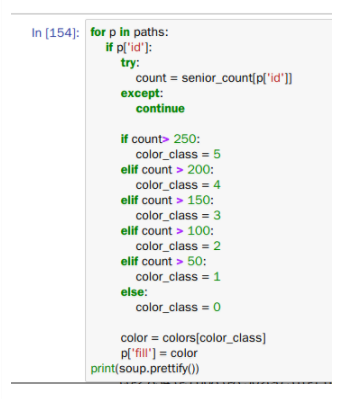 In [154]: for p in paths:
    if p['id']:
        try:
            count = senior_count[p['id']]
        except:
            continue

        if count> 250:
            color_class = 5
        elif count > 200:
            color_class = 4
        elif count > 150:
            color_class = 3
        elif count > 100:
            color_class = 2
        elif count > 50:
            color_class = 1
        else:
            color_class = 0

        color = colors[color_class]
        p['fill'] = color
print(soup.prettify())